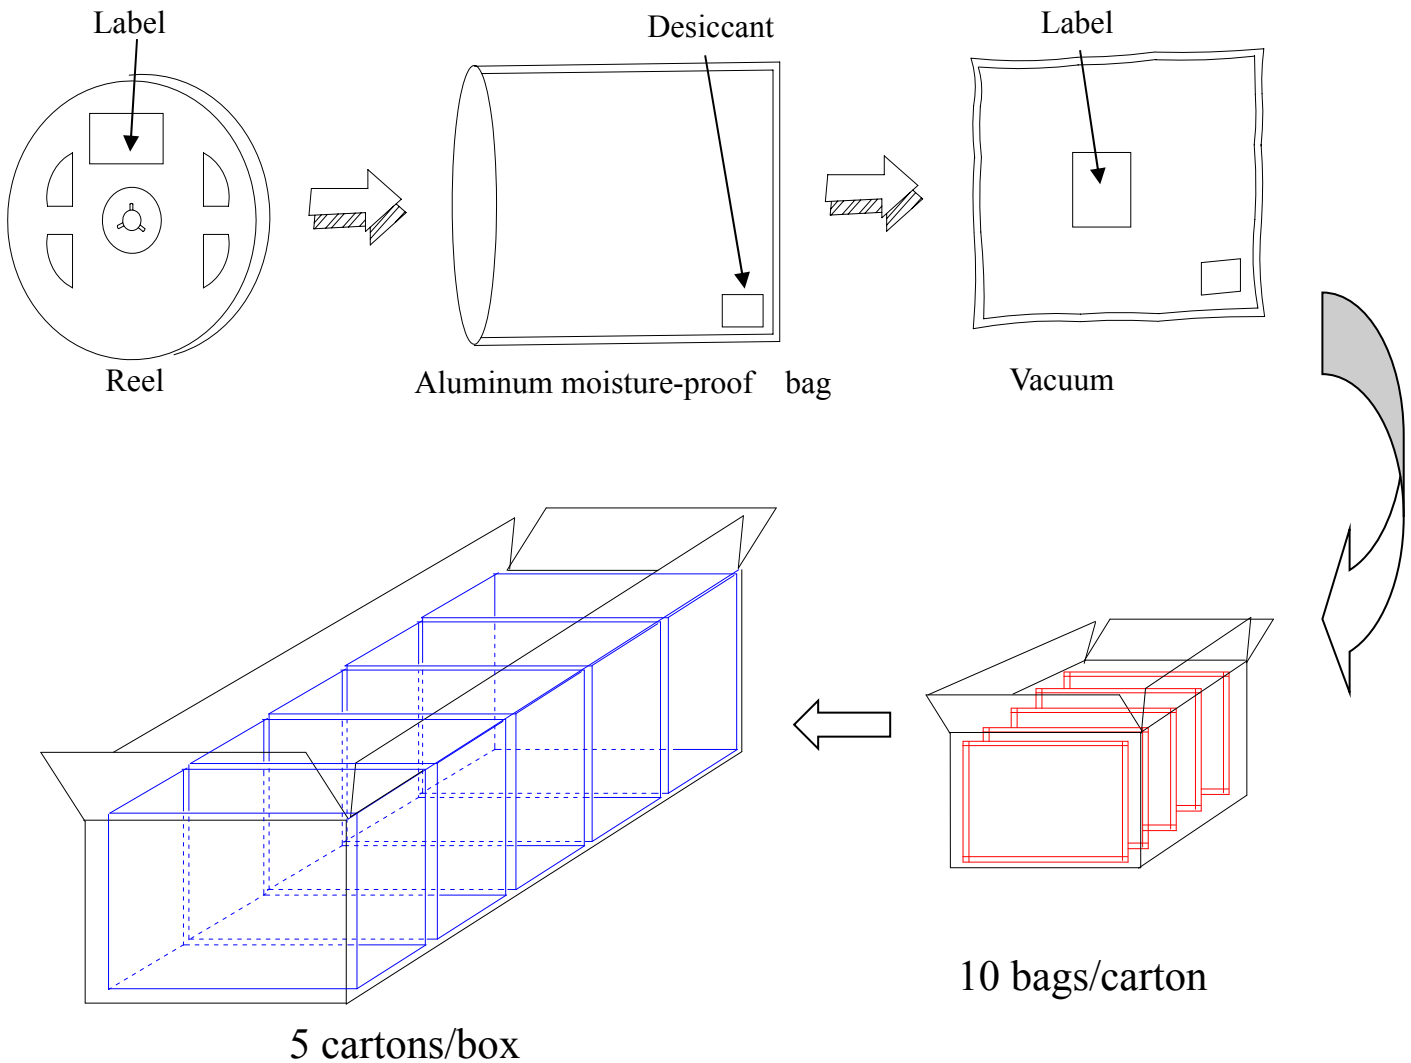 Label
Desiccant
Label
Reel
Aluminum moisture-proof bag
Vacuum
10 bags/carton
5 cartons/box